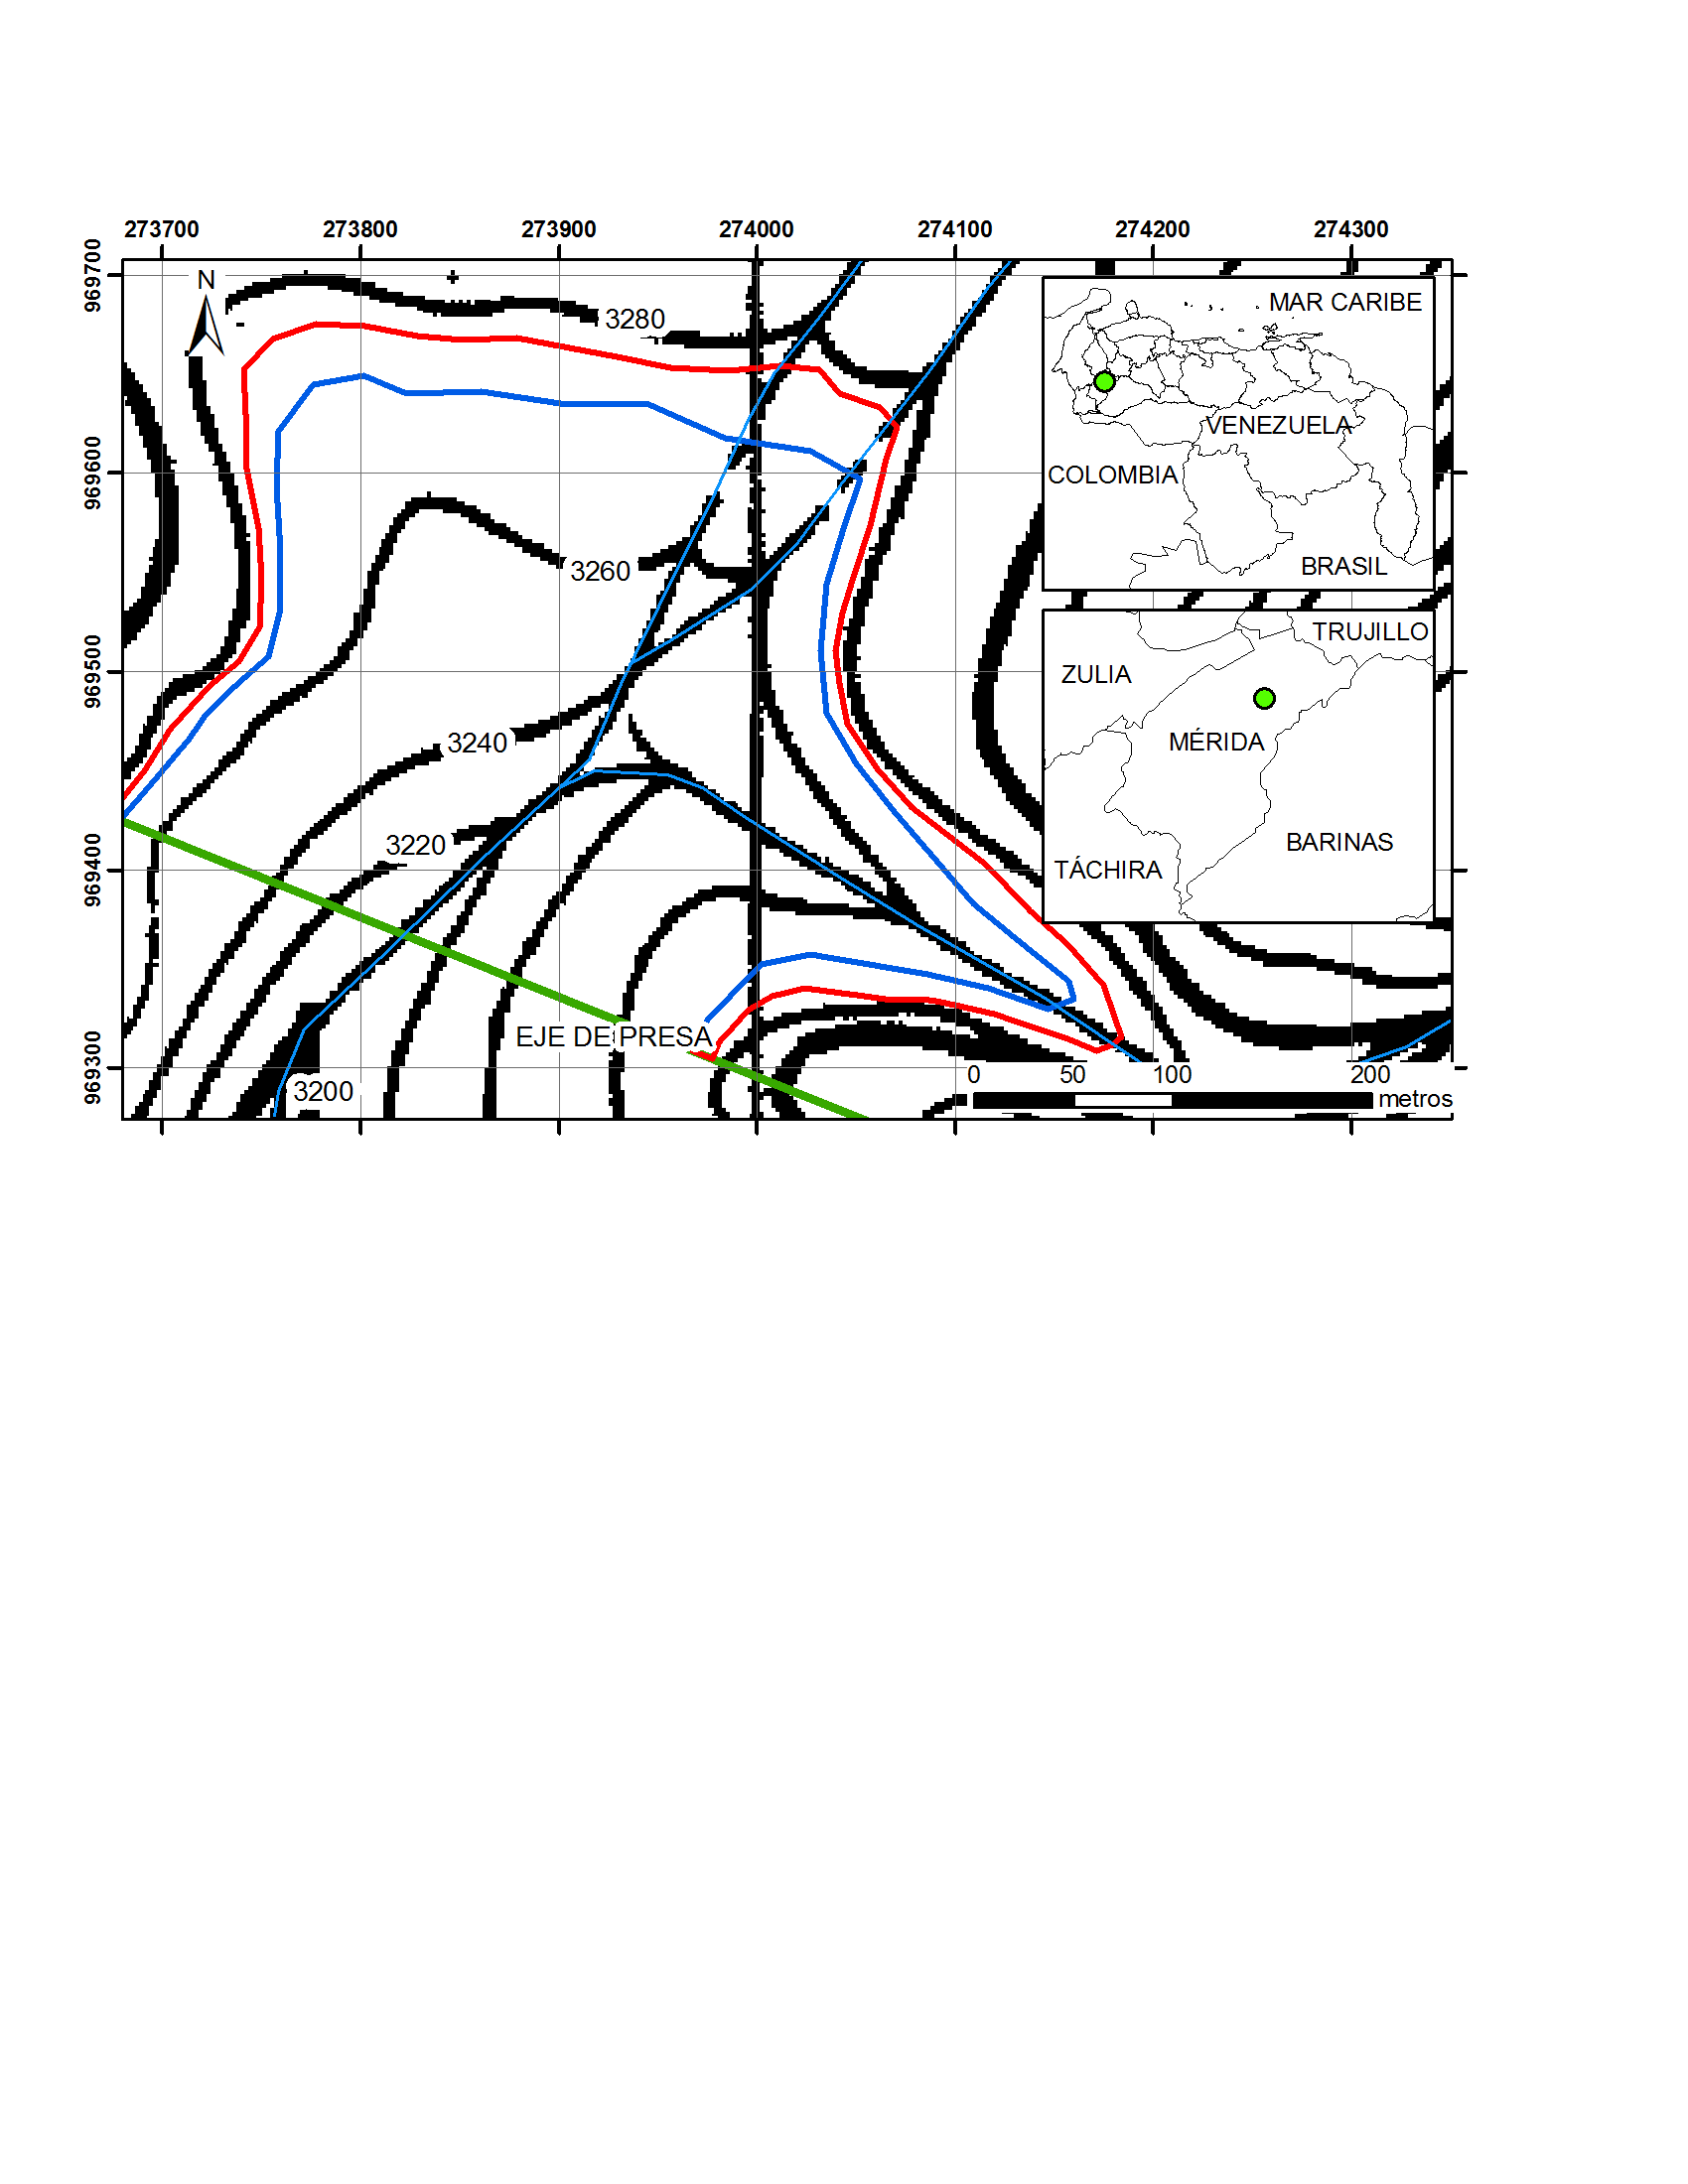 273700 273800 273900 274000 274100 274200 274300
969700
969600
969500
969400
969300
N
3280
3260
3240
3220
3200
EJE DE PRESA
MAR CARIBE
VENEZUELA
COLOMBIA
BRASIL
TRUJILLO
ZULIA
MÉRIDA
BARINAS
TÁCHIRA
0 50 100 200
metros